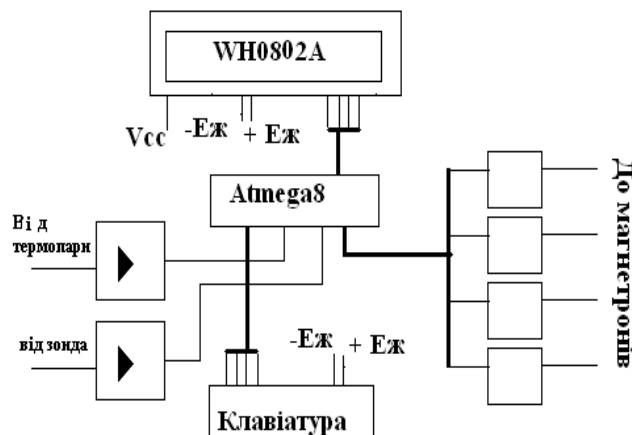 WH0802A
Vcc
-Еж
+ Еж
Atmega8
Ві д
термопари
від зонда
-Еж
+ Еж
Клавіатура
До магнетронів